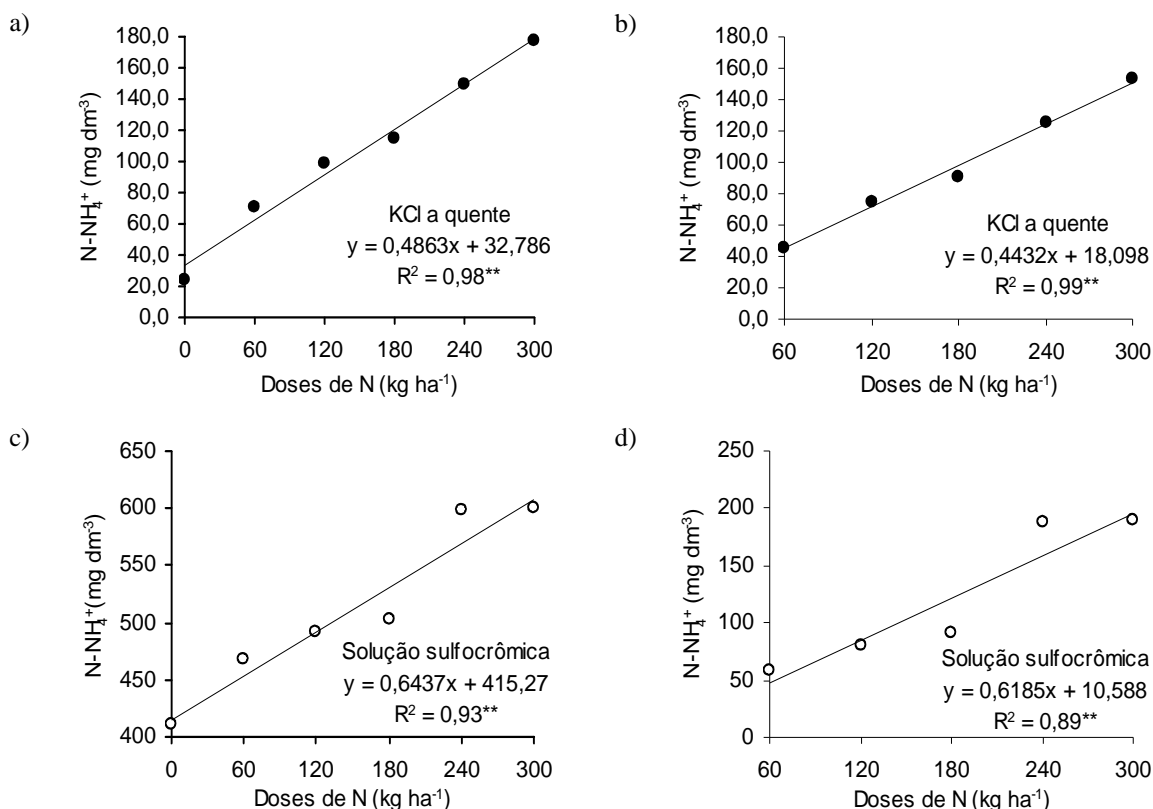 a)
180,0
160,0
140,0
120,0
100,0
80,0
60,0
40,0
20,0
0,0
N-NH₄⁺ (mg dm⁻³)
KCl a quente
y = 0,4863x + 32,786
R² = 0,98**
0 60 120 180 240 300
Doses de N (kg ha⁻¹)
b)
180,0
160,0
140,0
120,0
100,0
80,0
60,0
40,0
20,0
0,0
N-NH₄⁺ (mg dm⁻³)
KCl a quente
y = 0,4432x + 18,098
R² = 0,99**
60 120 180 240 300
Doses de N (kg ha⁻¹)
c)
650
600
550
500
450
400
N-NH₄⁺(mg dm⁻³)
Solução sulfocrômica
y = 0,6437x + 415,27
R² = 0,93**
0 60 120 180 240 300
Doses de N (kg ha⁻¹)
d)
250
200
150
100
50
0
N-NH₄⁺ (mg dm⁻³)
Solução sulfocrômica
y = 0,6185x + 10,588
R² = 0,89**
60 120 180 240 300
Doses de N (kg ha⁻¹)